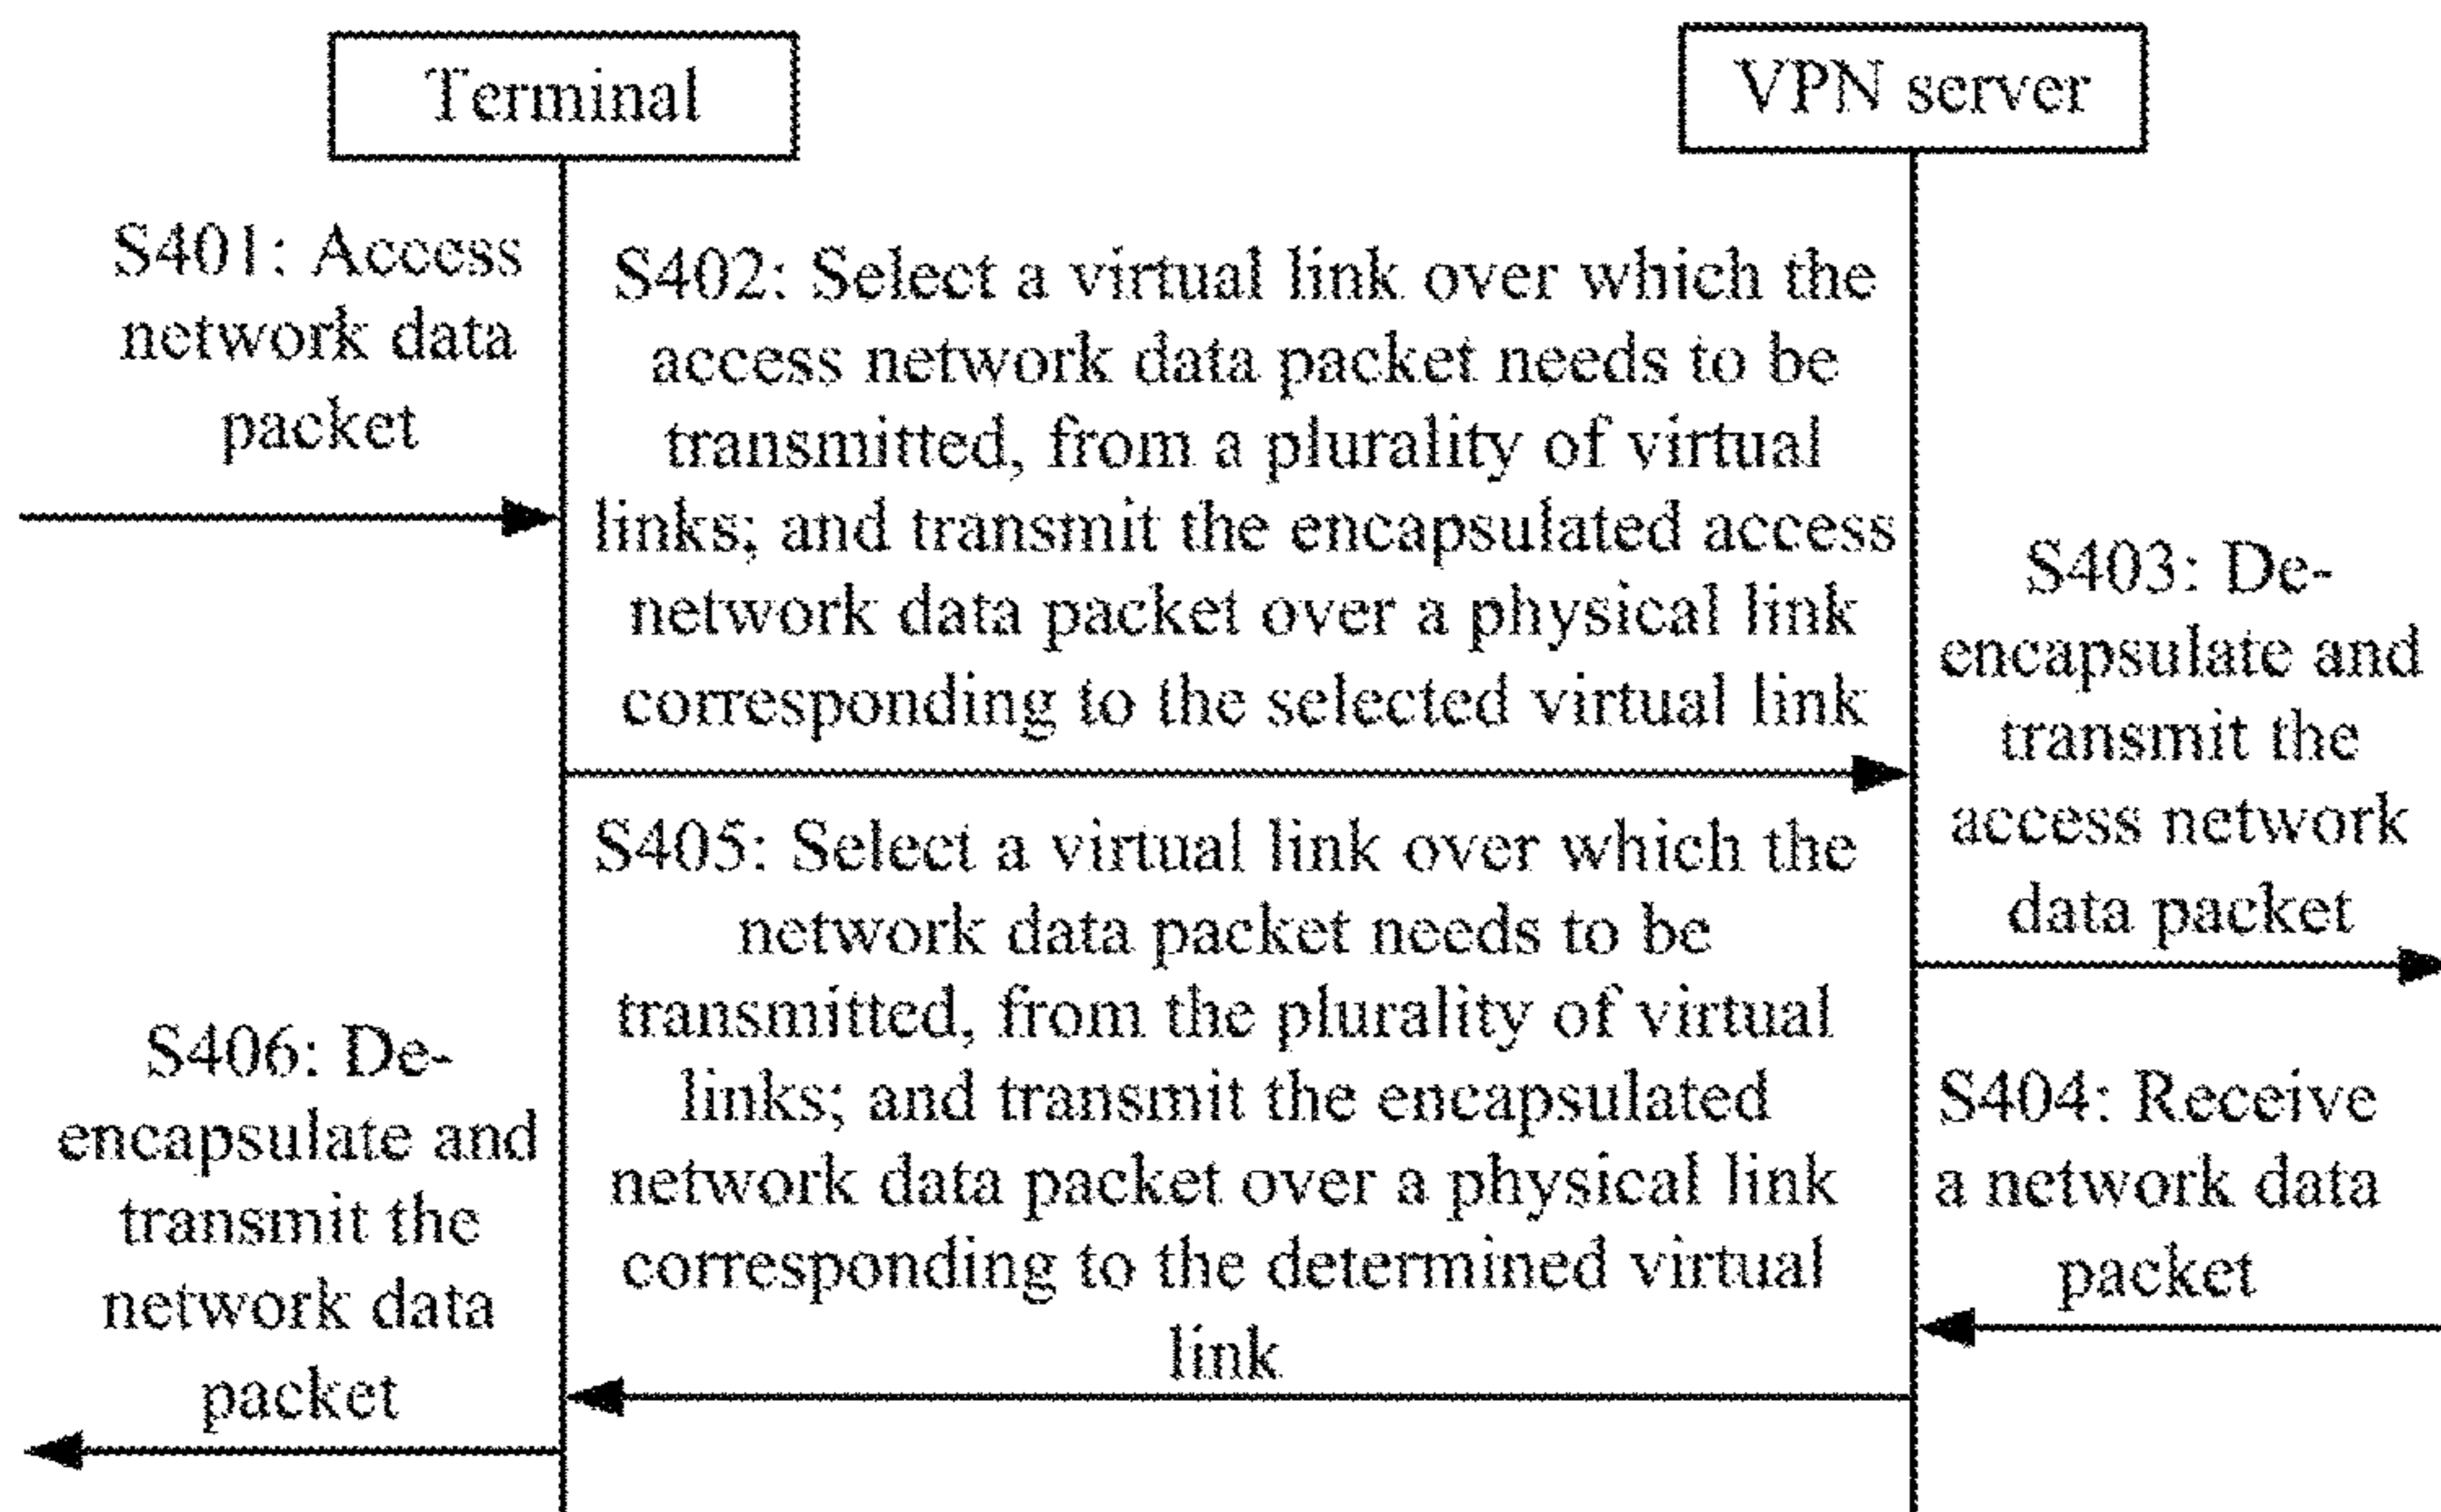 Terminal
VPN server
S401: Access
network data
packet
S402: Select a virtual link over which the
access network data packet needs to be
transmitted, from a plurality of virtual
links; and transmit the encapsulated access
network data packet over a physical link
corresponding to the selected virtual link
S403: De-
encapsulate and
transmit the
access network
data packet
S404: Receive
a network data
packet
S405: Select a virtual link over which the
network data packet needs to be
transmitted, from the plurality of virtual
links; and transmit the encapsulated
network data packet over a physical link
corresponding to the determined virtual
link
S406: De-
encapsulate and
transmit the
network data
packet